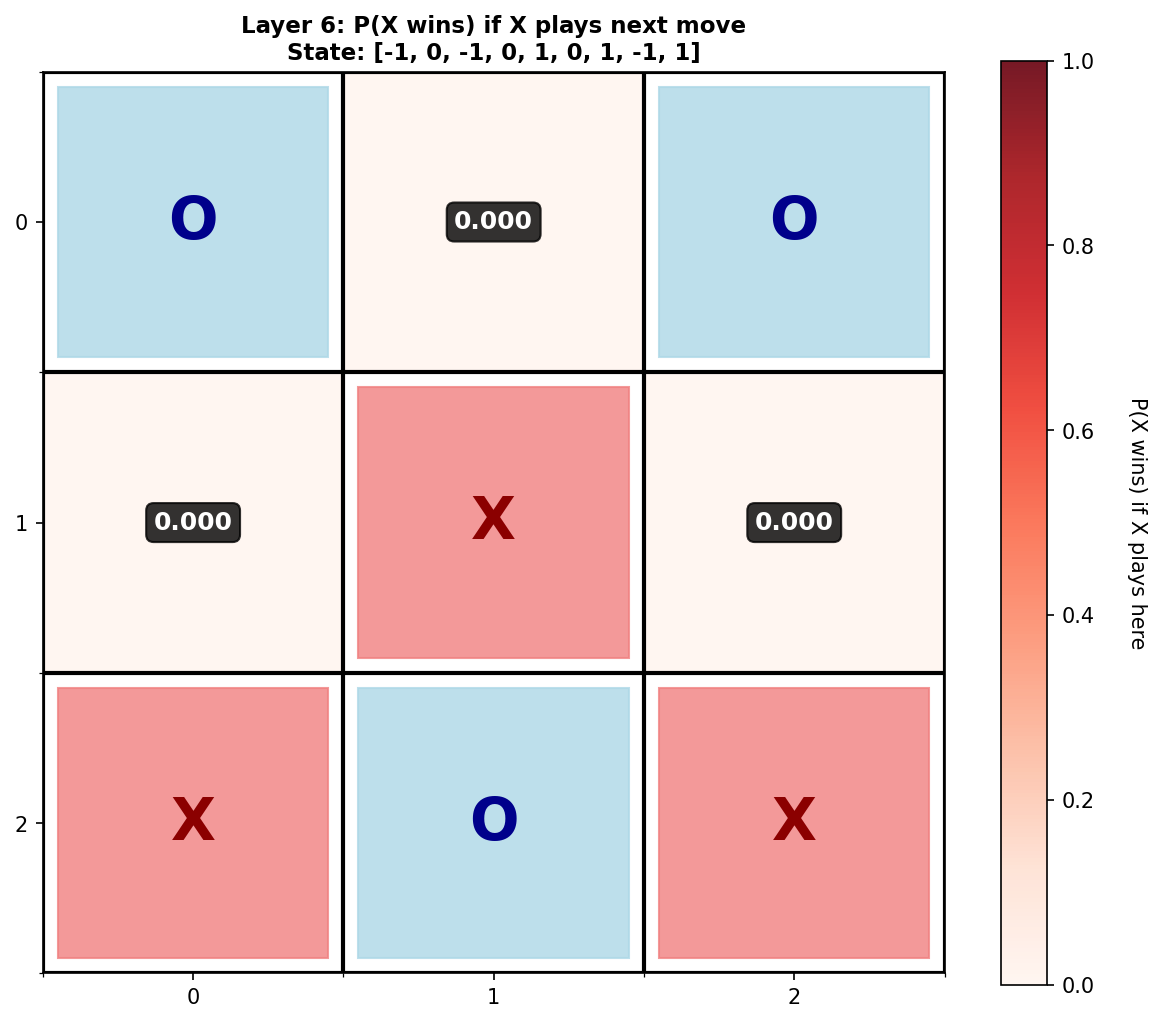 Layer 6: P(X wins) if X plays next move
State: [-1, 0, -1, 0, 1, 0, 1, -1, 1]
O
0.000
O
0.000
X
0.000
X
O
X
0
1
2
0
1
2
1.0
0.8
0.6
0.4
0.2
0.0
P(X wins) if X plays here